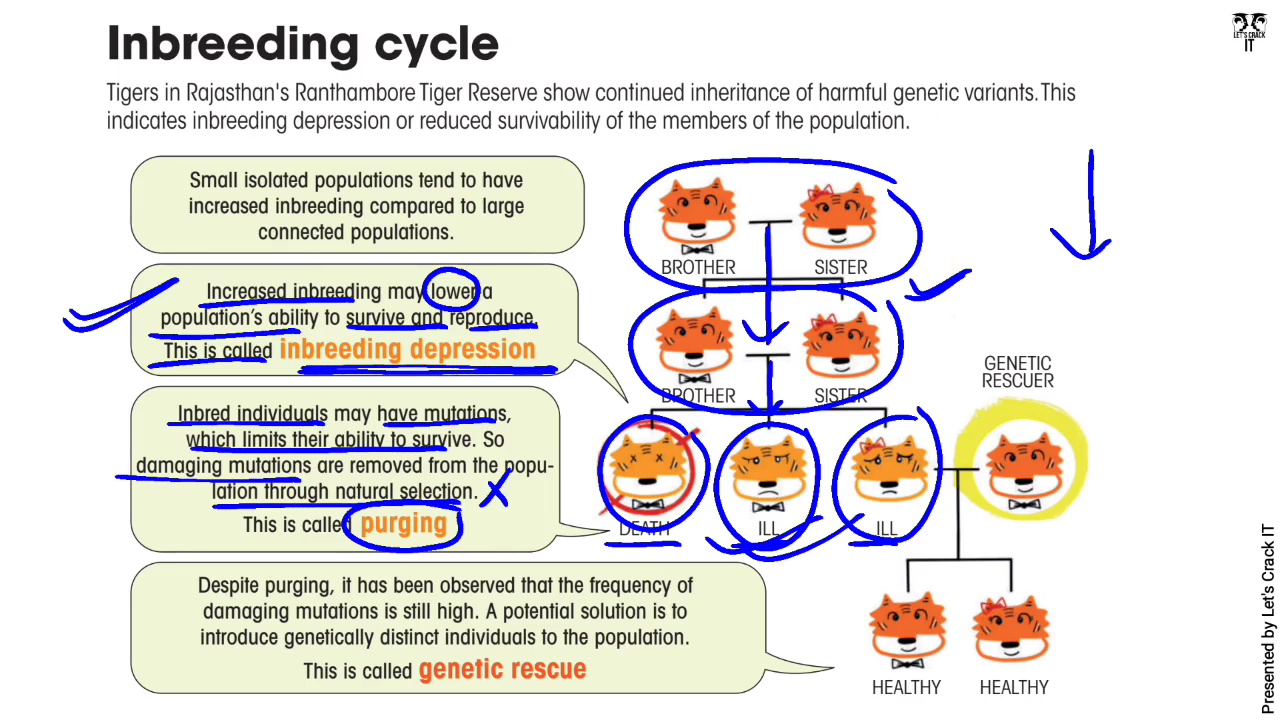 Inbreeding cycle
Tigers in Rajasthan's Ranthambore Tiger Reserve show continued inheritance of harmful genetic variants. This
indicates inbreeding depression or reduced survivability of the members of the population.
LET'S CRACK
IT
Small isolated populations tend to have
increased inbreeding compared to large
connected populations.
BROTHER SISTER
Increased inbreeding may lower a
population's ability to survive and reproduce.
This is called inbreeding depression
BROTHER SISTER
GENETIC
RESCUER
Inbred individuals may have mutations,
which limits their ability to survive. So
damaging mutations are removed from the popu-
lation through natural selection.
This is called purging
DEATH ILL ILL
Despite purging, it has been observed that the frequency of
damaging mutations is still high. A potential solution is to
introduce genetically distinct individuals to the population.
This is called genetic rescue
HEALTHY HEALTHY
Presented by Let's Crack IT